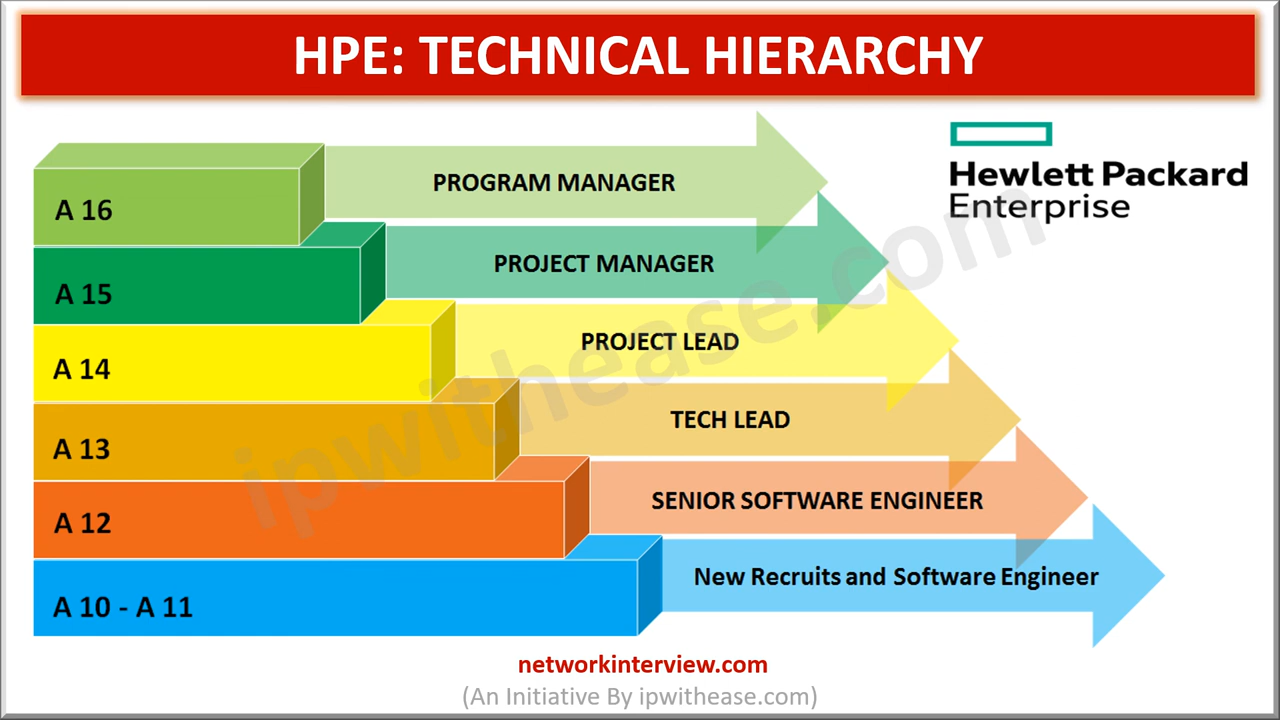 HPE: TECHNICAL HIERARCHY
Hewlett Packard
Enterprise
A 16
PROGRAM MANAGER
A 15
PROJECT MANAGER
A 14
PROJECT LEAD
A 13
TECH LEAD
A 12
SENIOR SOFTWARE ENGINEER
A 10 - A 11
New Recruits and Software Engineer
ipwithease.com
networkinterview.com
(An Initiative By ipwithease.com)